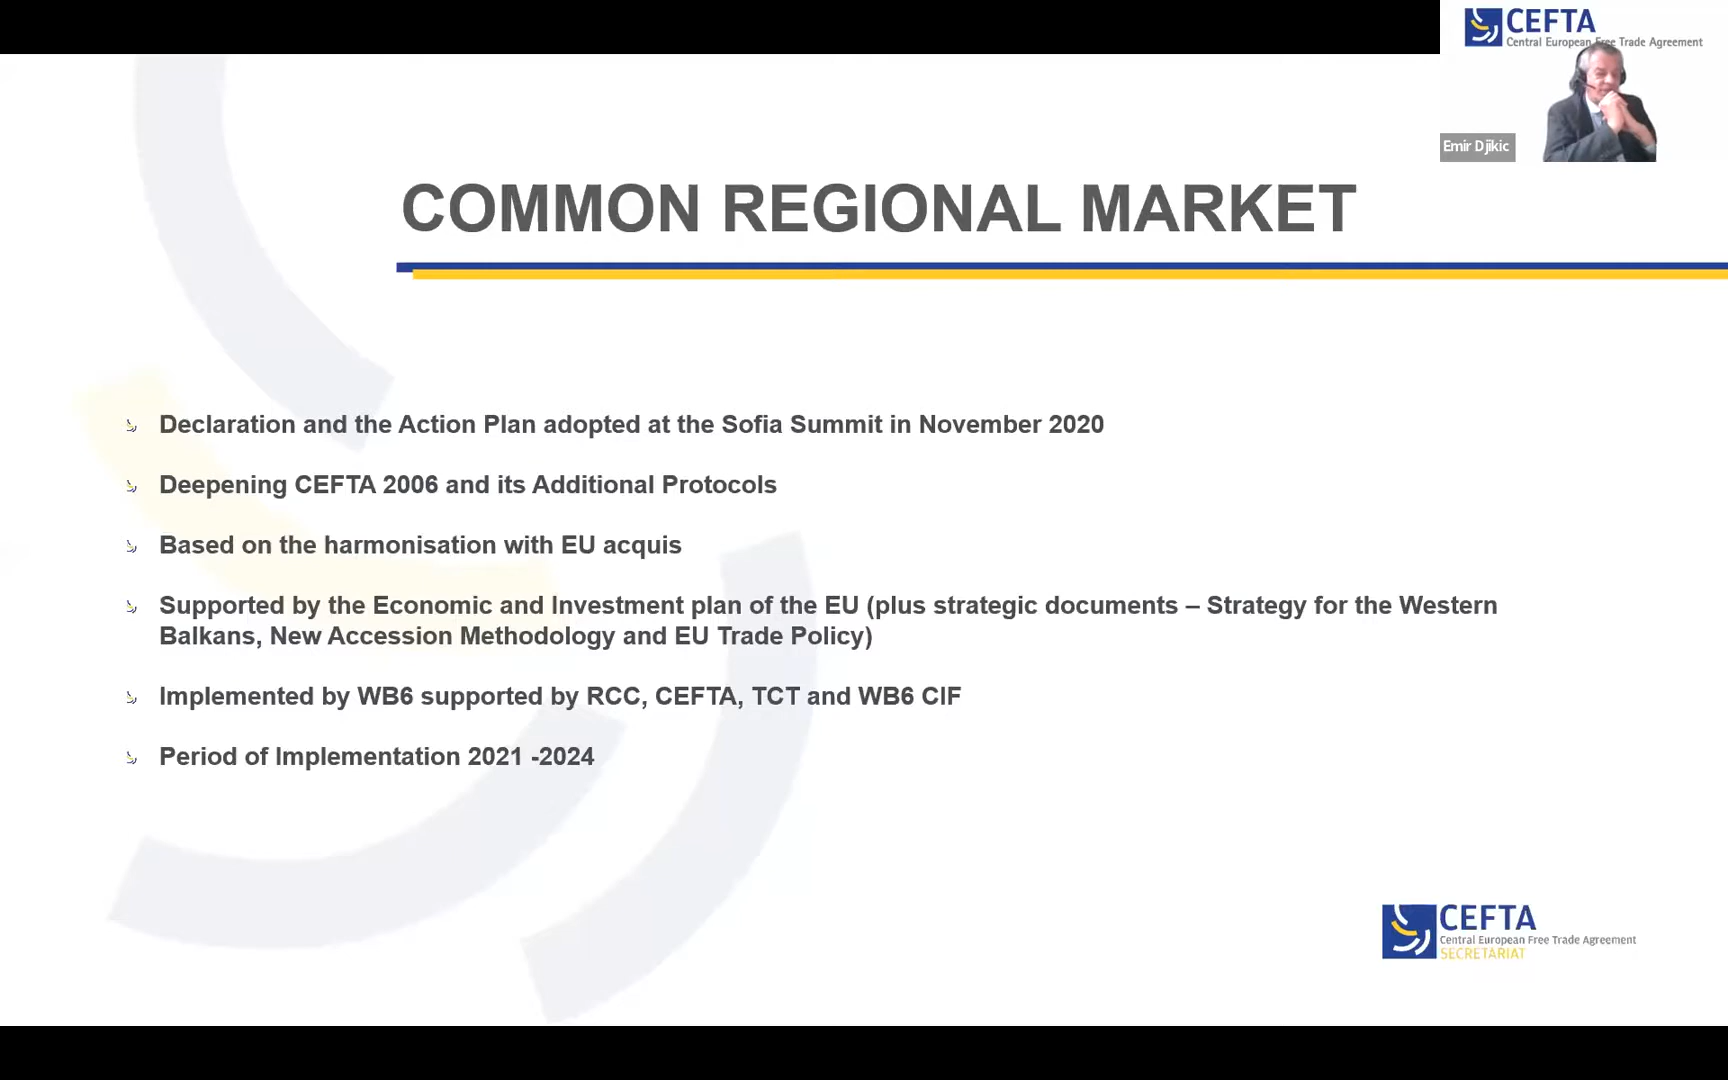 CEFTA
Central European Free Trade Agreement
Emir Djikic
COMMON REGIONAL MARKET
Declaration and the Action Plan adopted at the Sofia Summit in November 2020
Deepening CEFTA 2006 and its Additional Protocols
Based on the harmonisation with EU acquis
Supported by the Economic and Investment plan of the EU (plus strategic documents – Strategy for the Western
Balkans, New Accession Methodology and EU Trade Policy)
Implemented by WB6 supported by RCC, CEFTA, TCT and WB6 CIF
Period of Implementation 2021 -2024
CEFTA
Central European Free Trade Agreement
SECRETARIAT